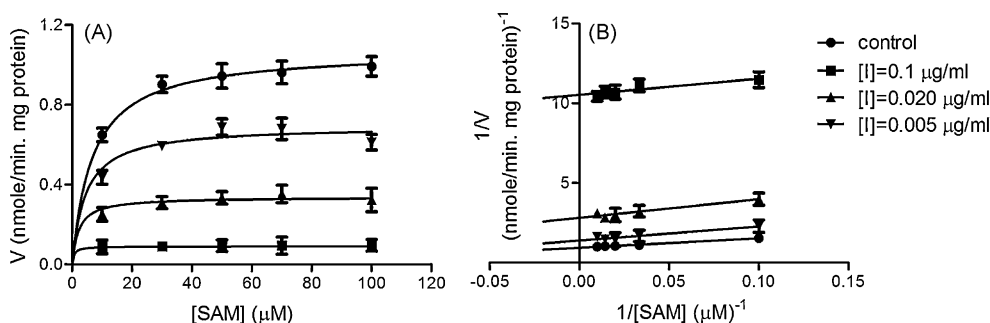 (A)
V (nmole/min. mg protein)
1.2
0.8
0.4
0.0
0 20 40 60 80 100 120
[SAM] (μM)
(B)
1/V
(nmole/min. mg protein)⁻¹
15
10
5
-0.05 0.00 0.05 0.10 0.15
1/[SAM] (μM)⁻¹
control
[I]=0.1 μg/ml
[I]=0.020 μg/ml
[I]=0.005 μg/ml